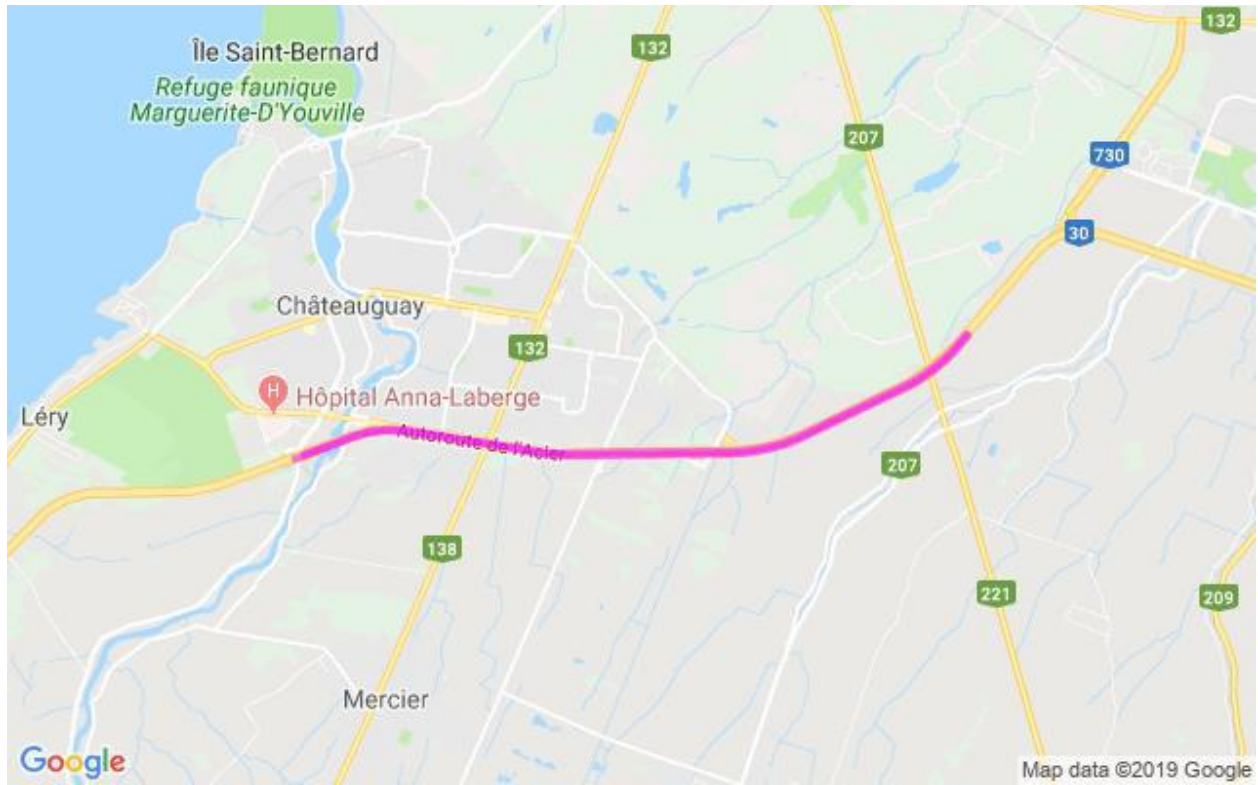 132
132
Île Saint-Bernard
Refuge faunique
Marguerite-D'Youville
207
730
30
Châteauguay
132
Hôpital Anna-Laberge
H
Léry
Autoroute de l'Acier
207
138
221
209
Mercier
Google
Map data ©2019 Google